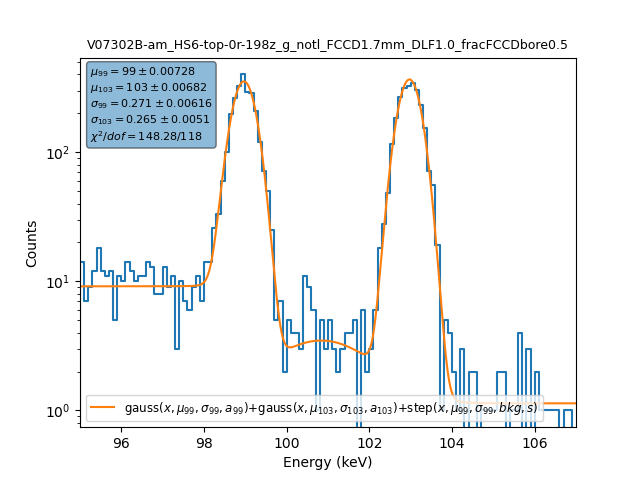 V07302B-am_HS6-top-0r-198z_g_notl_FCCD1.7mm_DLF1.0_fracFCCDbore0.5
μ₉₉ = 99 ± 0.00728
μ₁₀₃ = 103 ± 0.00682
σ₉₉ = 0.271 ± 0.00616
σ₁₀₃ = 0.265 ± 0.0051
χ²/dof = 148.28/118
Counts
10²
10¹
10⁰
gauss(x, μ₉₉, σ₉₉, a₉₉)+gauss(x, μ₁₀₃, σ₁₀₃, a₁₀₃)+step(x, μ₉₉, σ₉₉, bkg, s)
96 98 100 102 104 106
Energy (keV)